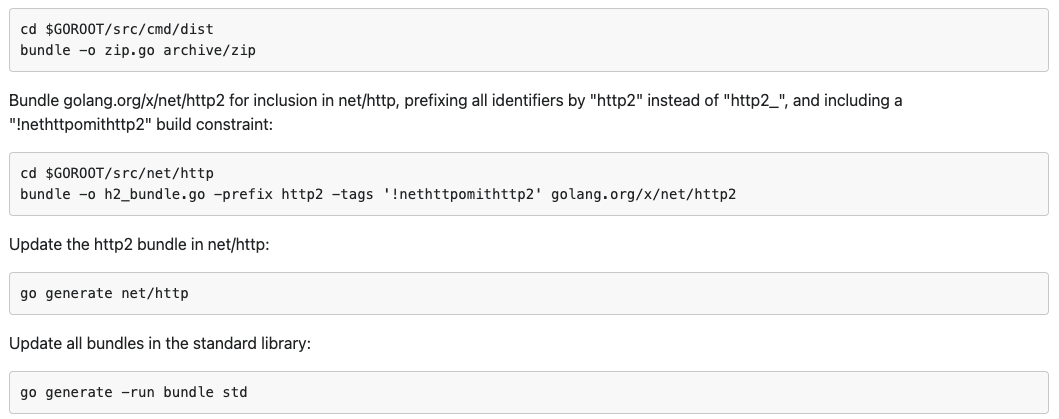 cd $GOROOT/src/cmd/dist
bundle -o zip.go archive/zip
Bundle golang.org/x/net/http2 for inclusion in net/http, prefixing all identifiers by "http2" instead of "http2_", and including a
"!nethttpomithttp2" build constraint:
cd $GOROOT/src/net/http
bundle -o h2_bundle.go -prefix http2 -tags '!nethttpomithttp2' golang.org/x/net/http2
Update the http2 bundle in net/http:
go generate net/http
Update all bundles in the standard library:
go generate -run bundle std